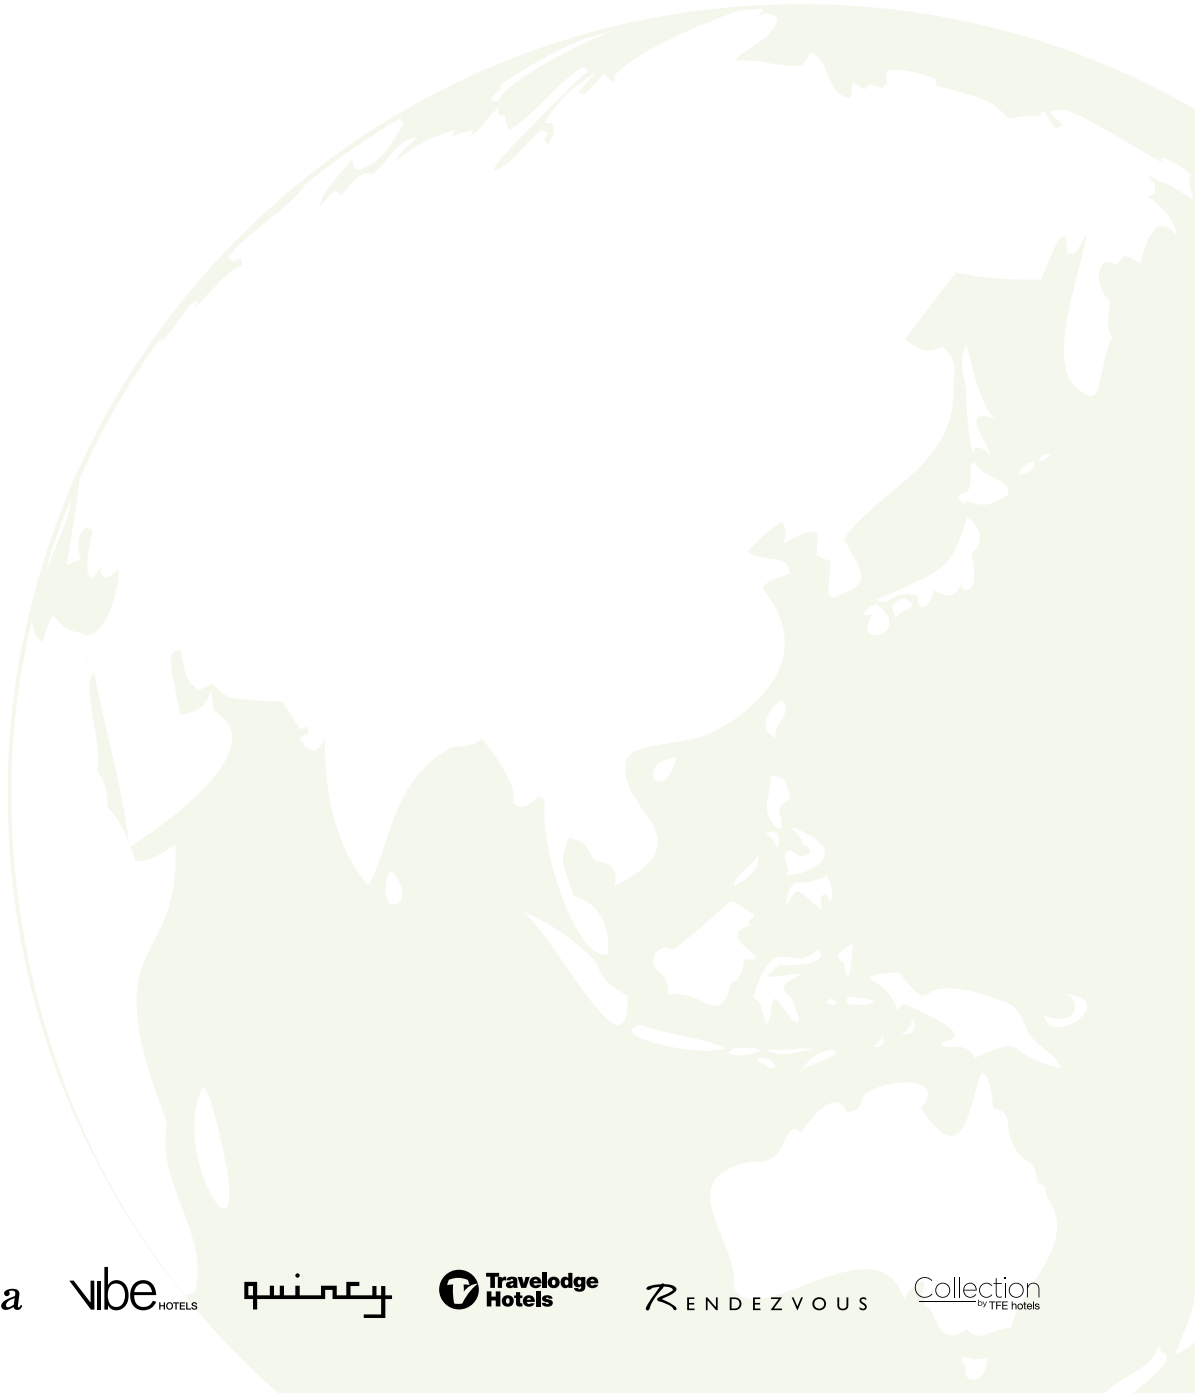 a
Vibe HOTELS
quincy
Travelodge
Hotels
RENDEZVOUS
Collection
by TFE hotels